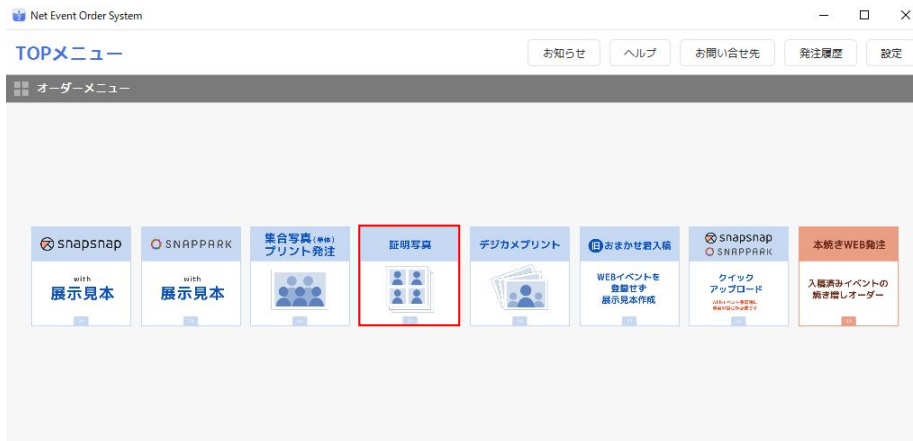 Net Event Order System
TOPメニュー
お知らせ
ヘルプ
お問い合せ先
発注履歴
設定
オーダーメニュー
snapsnap
with
展示見本
SNAPPARK
with
展示見本
集合写真(単体)
プリント発注
証明写真
デジカメプリント
旧おまかせ君入稿
WEBイベントを
登録せず
展示見本作成
snapsnap
SNAPPARK
クイック
アップロード
本焼きWEB発注
入稿済みイベントの
焼き増しオーダー